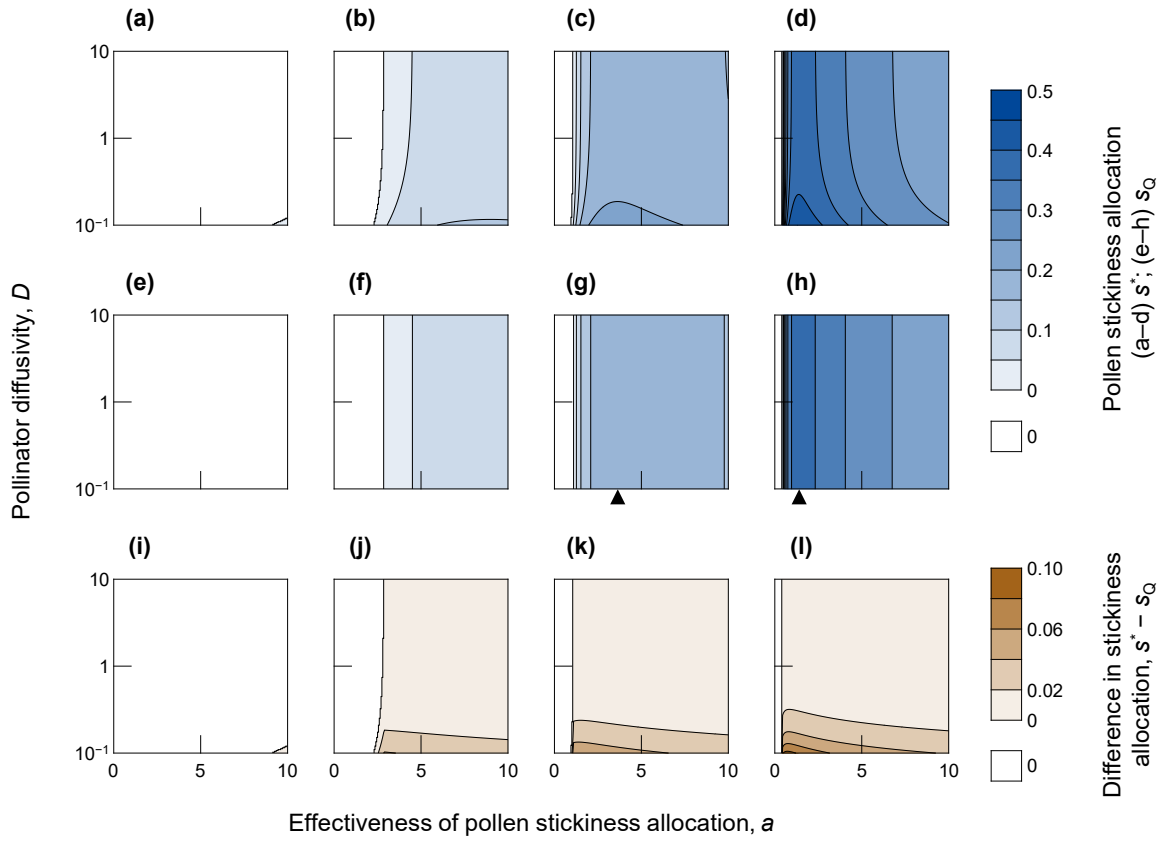 (a) (b) (c) (d)
10
1
10⁻¹
0 5 10
(e) (f) (g) (h)
10
1
10⁻¹
(i) (j) (k) (l)
10
1
10⁻¹
0 5 10 0 5 10 0 5 10 0 5 10
Pollinator diffusivity, D
Effectiveness of pollen stickiness allocation, a
0.5
0.4
0.3
0.2
0.1
0
0
Pollen stickiness allocation
(a–d) s*; (e–h) sQ
0.10
0.06
0.02
0
0
Difference in stickiness
allocation, s* − sQ